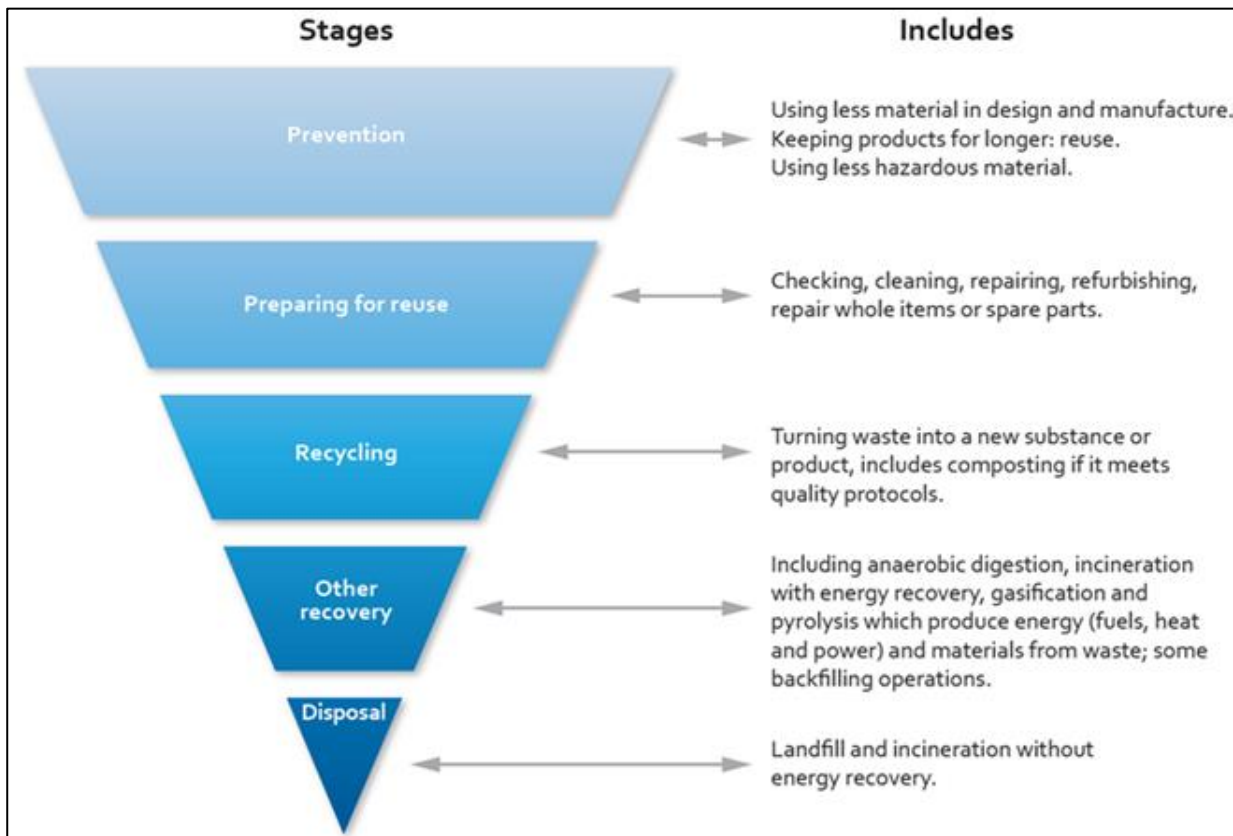 Stages
Includes
Prevention
Using less material in design and manufacture.
Keeping products for longer: reuse.
Using less hazardous material.
Preparing for reuse
Checking, cleaning, repairing, refurbishing,
repair whole items or spare parts.
Recycling
Turning waste into a new substance or
product, includes composting if it meets
quality protocols.
Other
recovery
Including anaerobic digestion, incineration
with energy recovery, gasification and
pyrolysis which produce energy (fuels, heat
and power) and materials from waste; some
backfilling operations.
Disposal
Landfill and incineration without
energy recovery.